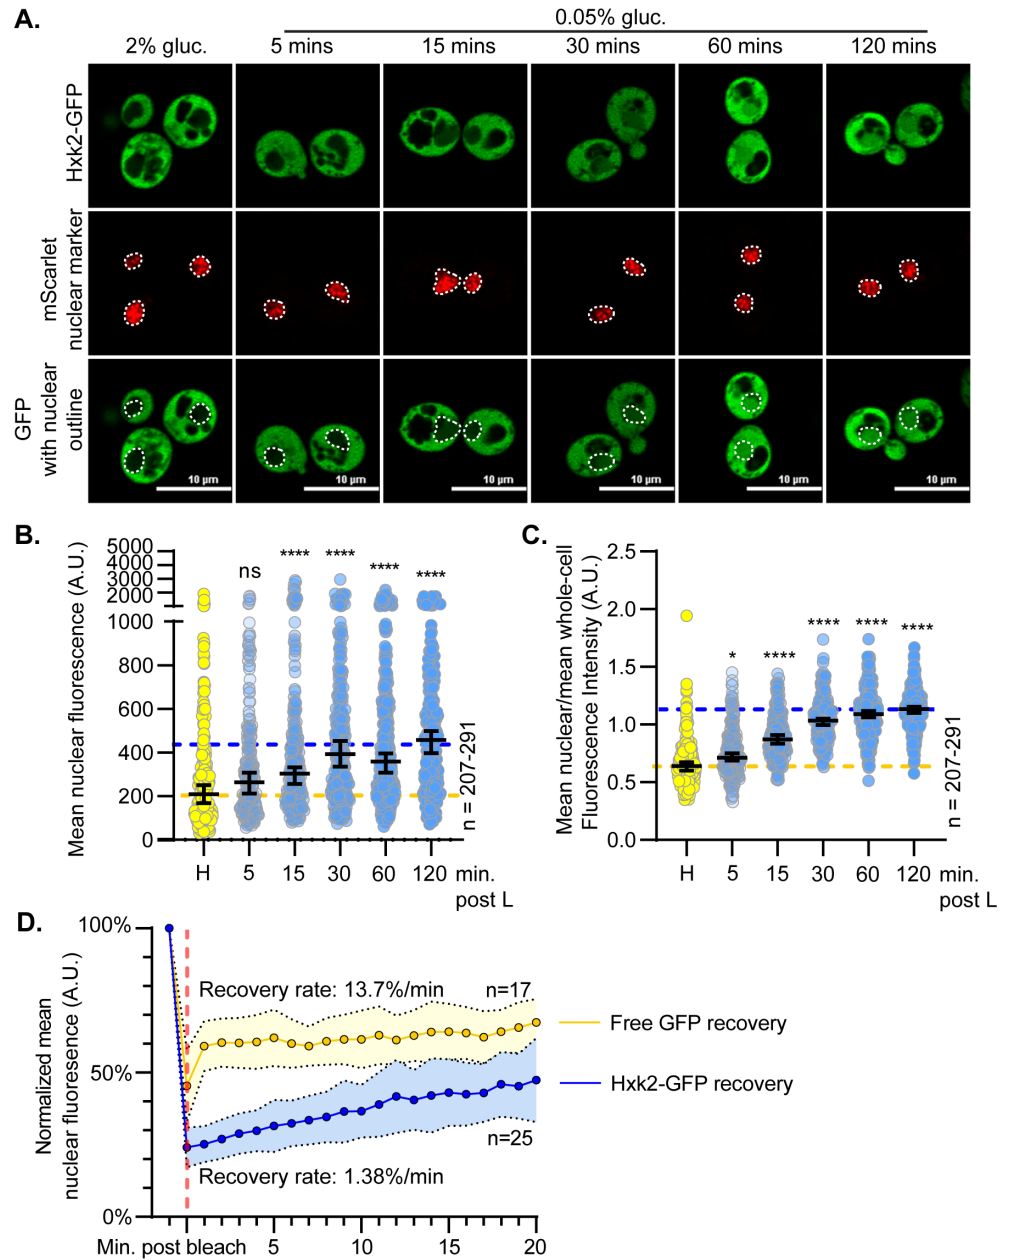 A.
0.05% gluc.
2% gluc.
5 mins
15 mins
30 mins
60 mins
120 mins
Hxk2-GFP
mScarlet
nuclear marker
GFP
with nuclear
outline
10 µm
10 µm
10 µm
10 µm
10 µm
10 µm
B.
Mean nuclear fluorescence (A.U.)
5000
4000
3000
2000
1000
800
600
400
200
0
ns
****
****
****
****
n = 207-291
H
5
15
30
60
120
min.
post L
C.
Mean nuclear/mean whole-cell
Fluorescence Intensity (A.U.)
2.5
2.0
1.5
1.0
0.5
0.0
*
****
****
****
****
n = 207-291
H
5
15
30
60
120
min.
post L
D.
Normalized mean
nuclear fluoresence (A.U.)
100%
50%
0%
Recovery rate: 13.7%/min
n=17
Free GFP recovery
Hxk2-GFP recovery
n=25
Recovery rate: 1.38%/min
Min. post bleach
5
10
15
20